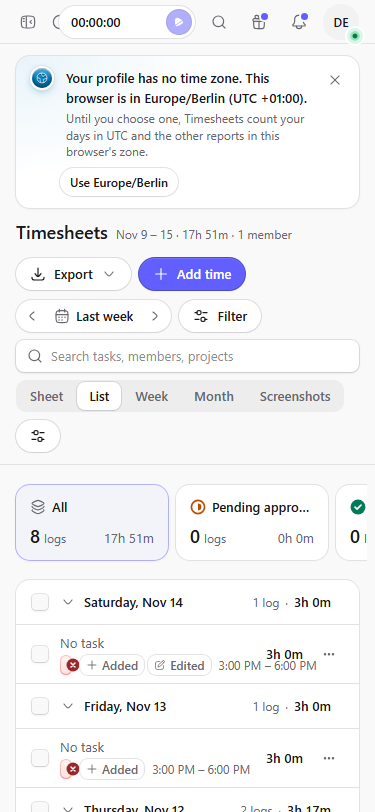 00:00:00
DE
Your profile has no time zone. This
browser is in Europe/Berlin (UTC +01:00).
Until you choose one, Timesheets count your
days in UTC and the other reports in this
browser's zone.
Use Europe/Berlin
Timesheets Nov 9 – 15 · 17h 51m · 1 member
Export
Add time
Last week
Filter
Search tasks, members, projects
Sheet List Week Month Screenshots
All
8 logs 17h 51m
Pending appro...
0 logs 0h 0m
0
Saturday, Nov 14 1 log · 3h 0m
No task
Added Edited 3:00 PM – 6:00 PM
3h 0m
Friday, Nov 13 1 log · 3h 0m
No task
Added 3:00 PM – 6:00 PM
3h 0m
Thursday, Nov 12 2 logs · 3h 17m